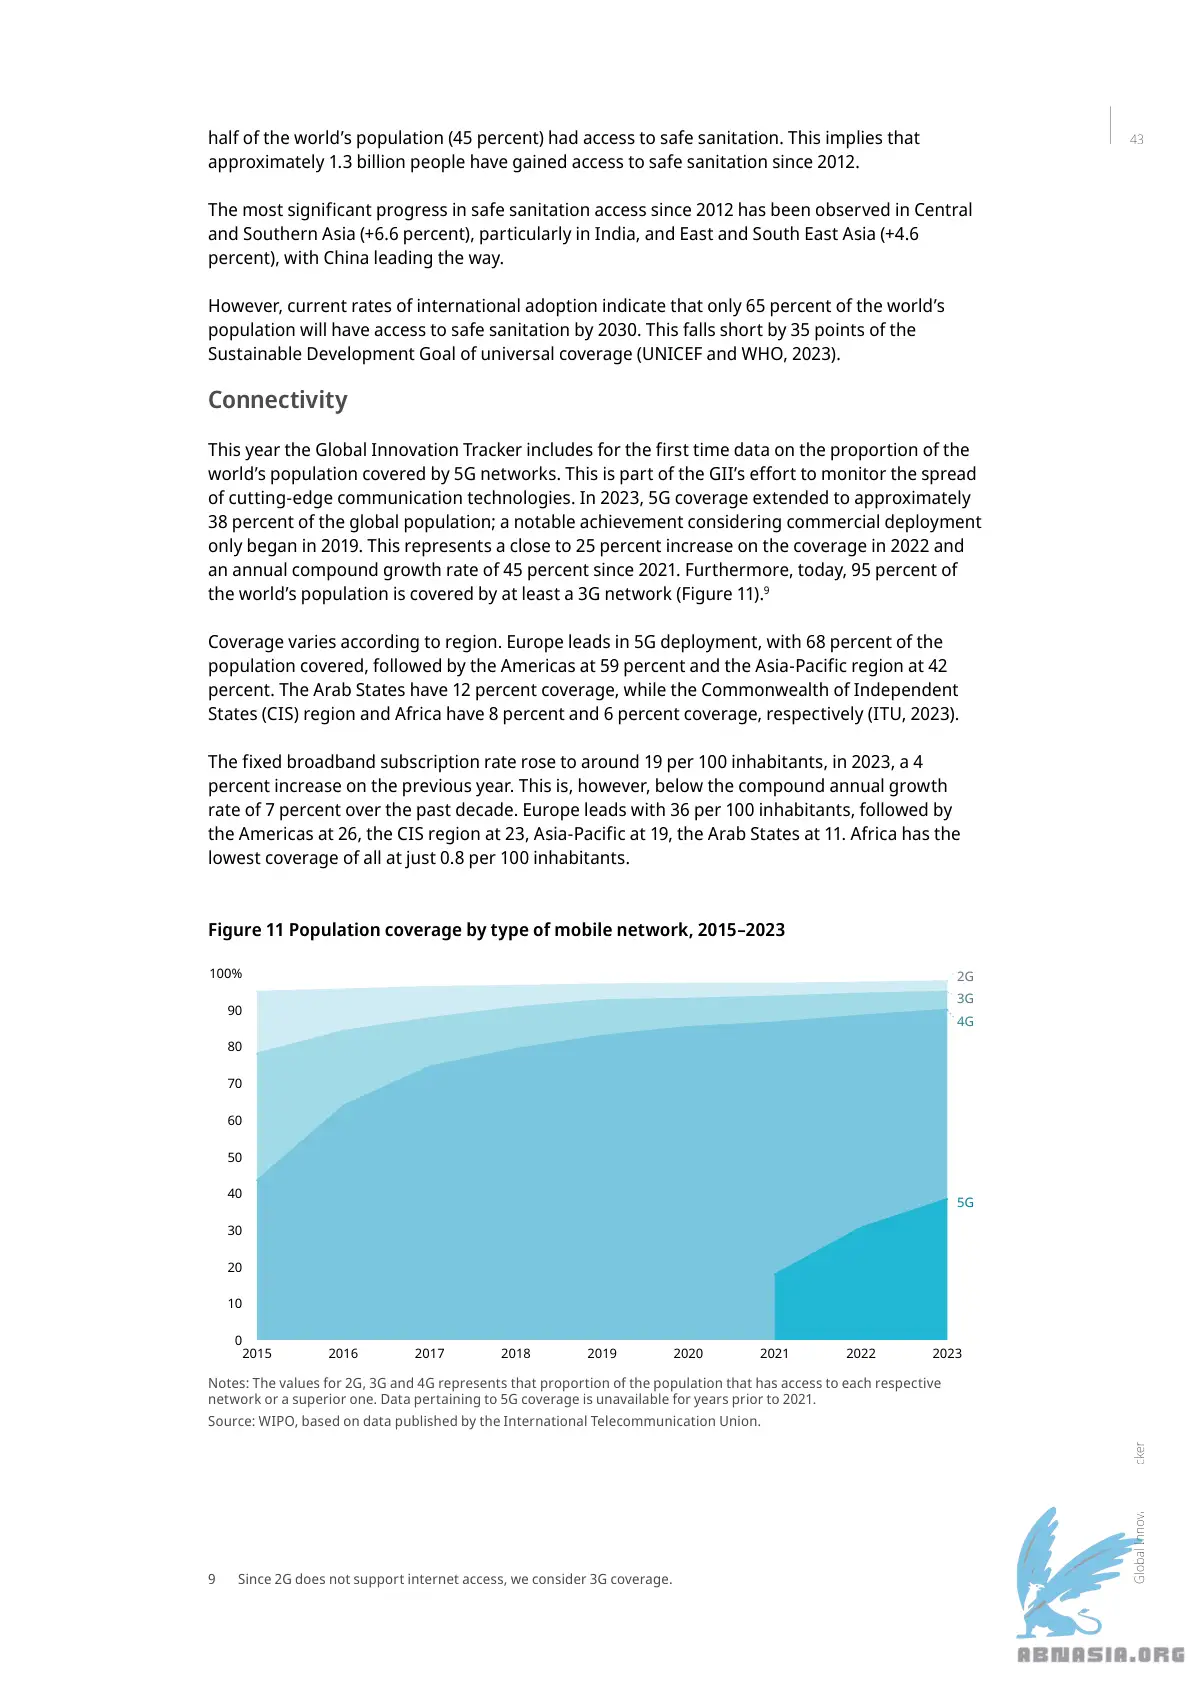 43
half of the world’s population (45 percent) had access to safe sanitation. This implies that
approximately 1.3 billion people have gained access to safe sanitation since 2012.
The most significant progress in safe sanitation access since 2012 has been observed in Central
and Southern Asia (+6.6 percent), particularly in India, and East and South East Asia (+4.6
percent), with China leading the way.
However, current rates of international adoption indicate that only 65 percent of the world’s
population will have access to safe sanitation by 2030. This falls short by 35 points of the
Sustainable Development Goal of universal coverage (UNICEF and WHO, 2023).
Connectivity
This year the Global Innovation Tracker includes for the first time data on the proportion of the
world’s population covered by 5G networks. This is part of the GII’s effort to monitor the spread
of cutting-edge communication technologies. In 2023, 5G coverage extended to approximately
38 percent of the global population; a notable achievement considering commercial deployment
only began in 2019. This represents a close to 25 percent increase on the coverage in 2022 and
an annual compound growth rate of 45 percent since 2021. Furthermore, today, 95 percent of
the world’s population is covered by at least a 3G network (Figure 11).9
Coverage varies according to region. Europe leads in 5G deployment, with 68 percent of the
population covered, followed by the Americas at 59 percent and the Asia-Pacific region at 42
percent. The Arab States have 12 percent coverage, while the Commonwealth of Independent
States (CIS) region and Africa have 8 percent and 6 percent coverage, respectively (ITU, 2023).
The fixed broadband subscription rate rose to around 19 per 100 inhabitants, in 2023, a 4
percent increase on the previous year. This is, however, below the compound annual growth
rate of 7 percent over the past decade. Europe leads with 36 per 100 inhabitants, followed by
the Americas at 26, the CIS region at 23, Asia-Pacific at 19, the Arab States at 11. Africa has the
lowest coverage of all at just 0.8 per 100 inhabitants.
Figure 11 Population coverage by type of mobile network, 2015–2023
100%
90
80
70
60
50
40
30
20
10
0
2G
3G
4G
5G
2015 2016 2017 2018 2019 2020 2021 2022 2023
Notes: The values for 2G, 3G and 4G represents that proportion of the population that has access to each respective
network or a superior one. Data pertaining to 5G coverage is unavailable for years prior to 2021.
Source: WIPO, based on data published by the International Telecommunication Union.
9 Since 2G does not support internet access, we consider 3G coverage.
Global
cker
ABNASIA.ORG